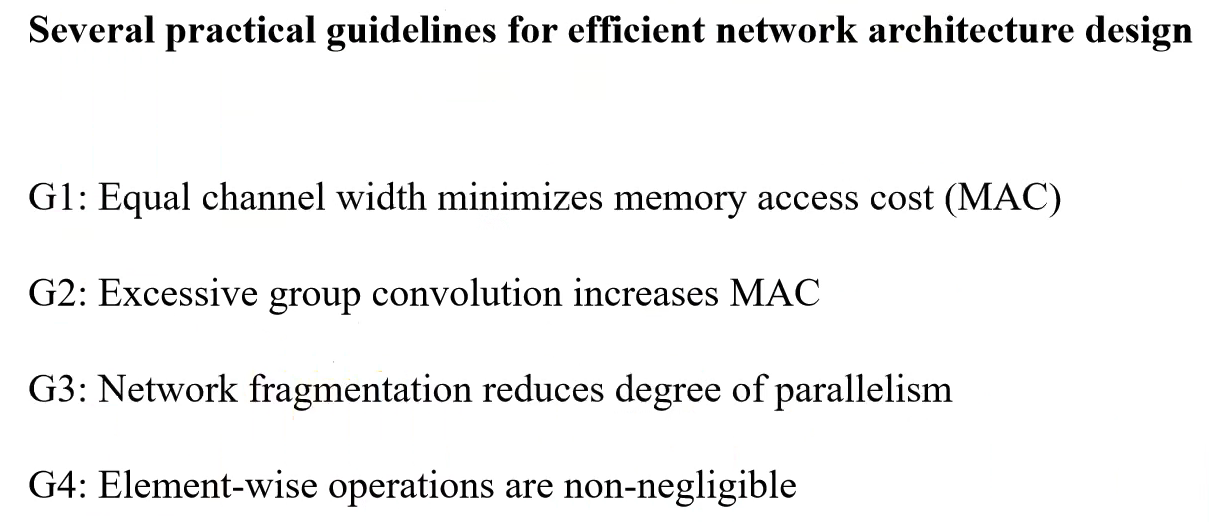 Several practical guidelines for efficient network architecture design
G1: Equal channel width minimizes memory access cost (MAC)
G2: Excessive group convolution increases MAC
G3: Network fragmentation reduces degree of parallelism
G4: Element-wise operations are non-negligible